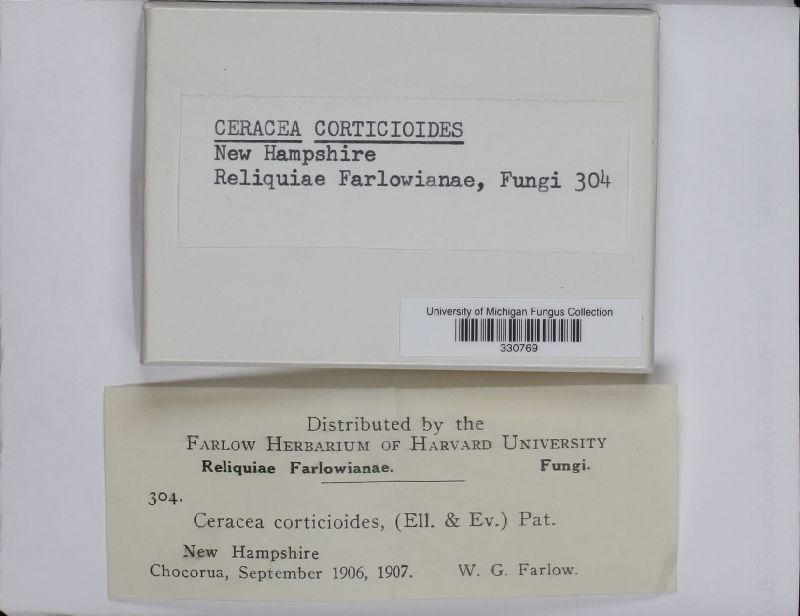 CERACEA CORTICIOIDES
New Hampshire
Reliquiae Farlowianae, Fungi 304
University of Michigan Fungus Collection
330769
Distributed by the
FARLOW HERBARIUM OF HARVARD UNIVERSITY
Reliquiae Farlowianae. Fungi.
304.
Ceracea corticioides, (Ell. & Ev.) Pat.
New Hampshire
Chocorua, September 1906, 1907. W. G. Farlow.